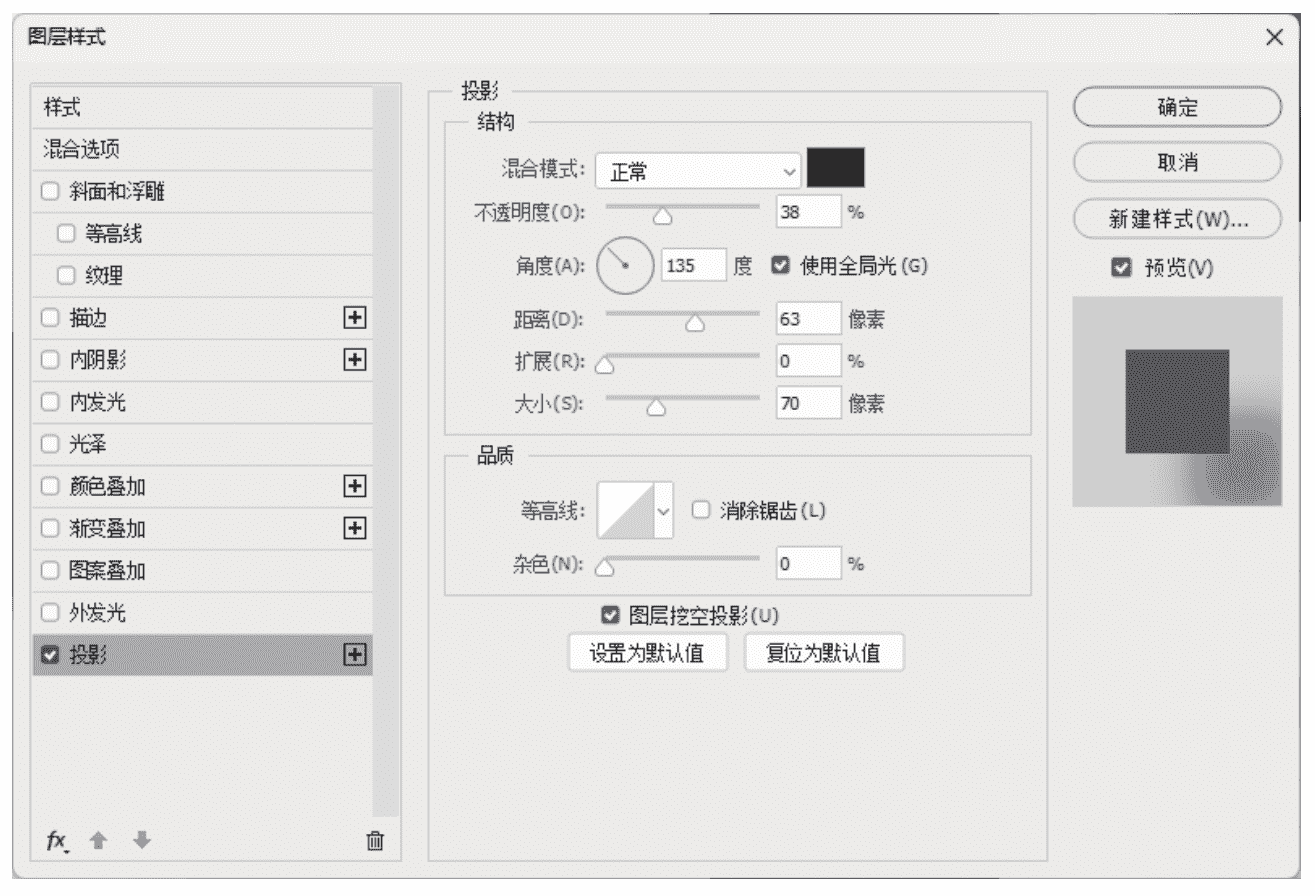 图层样式
样式
混合选项
斜面和浮雕
等高线
纹理
描边
内阴影
内发光
光泽
颜色叠加
渐变叠加
图案叠加
外发光
投影
fx
投影
结构
混合模式: 正常
不透明度(O): 38 %
角度(A): 135 度 使用全局光(G)
距离(D): 63 像素
扩展(R): 0 %
大小(S): 70 像素
品质
等高线: 消除锯齿(L)
杂色(N): 0 %
图层挖空投影(U)
设置为默认值 复位为默认值
确定
取消
新建样式(W)...
预览(V)